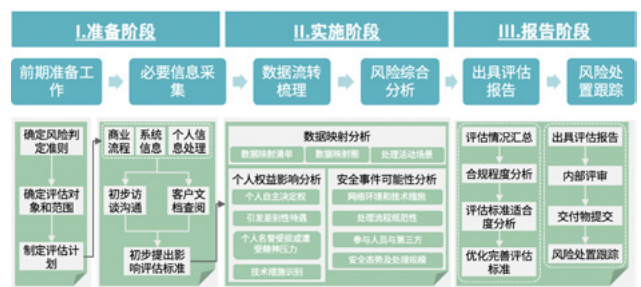 I.准备阶段
II.实施阶段
III.报告阶段
前期准备工
作
必要信息采
集
数据流转
梳理
风险综合
分析
出具评估
报告
风险处
置跟踪
确定风险判
定准则
确定评估对
象和范围
制定评估计
划
商业
流程
系统
信息
个人信
息处理
初步访
谈沟通
客户文
档查阅
初步提出影
响评估标准
数据映射分析
数据映射清单
数据映射图
处理活动场景
个人权益影响分析
个人自主决定权
引发差别性待遇
个人名誉受损或遭
受精神压力
技术措施识别
安全事件可能性分析
网络环境和技术措施
处理流程规范性
参与人员与第三方
安全态势及处理规模
评估情况汇总
合规程度分析
评估标准适合
度分析
优化完善评估
标准
出具评估报告
内部评审
交付物提交
风险处置跟踪